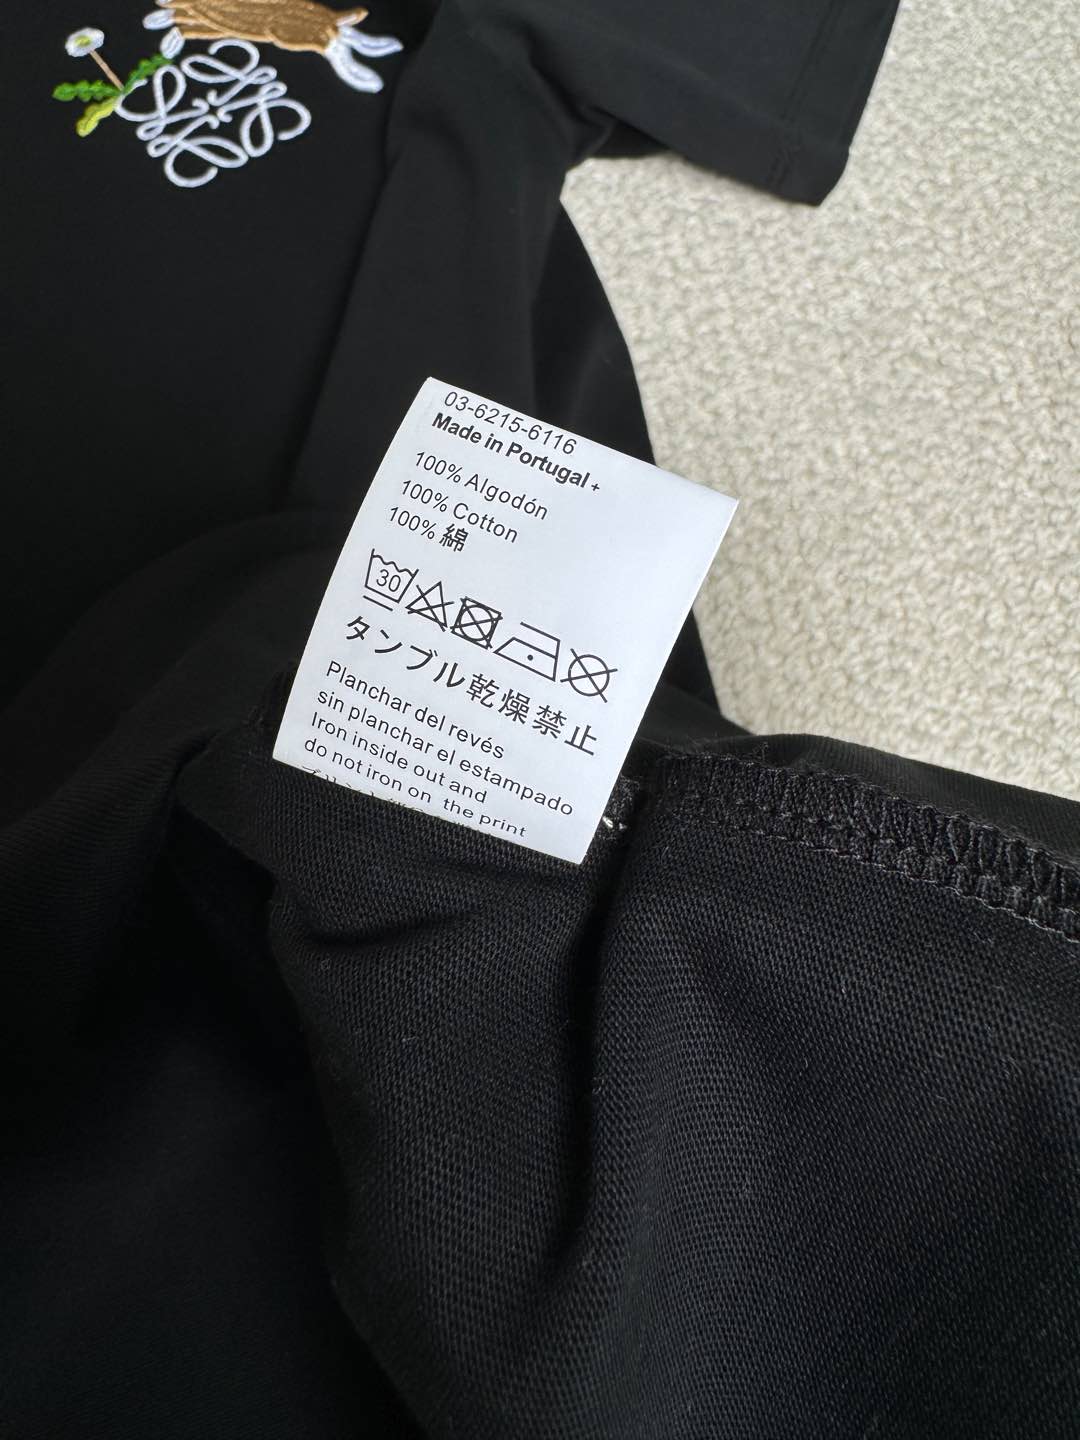 03-6215-6116
Made in Portugal +
100% Algodón
100% Cotton
100% 綿
30
タンブル乾燥禁止
Planchar del revés
sin planchar el estampado
Iron inside out and
do not iron on the print